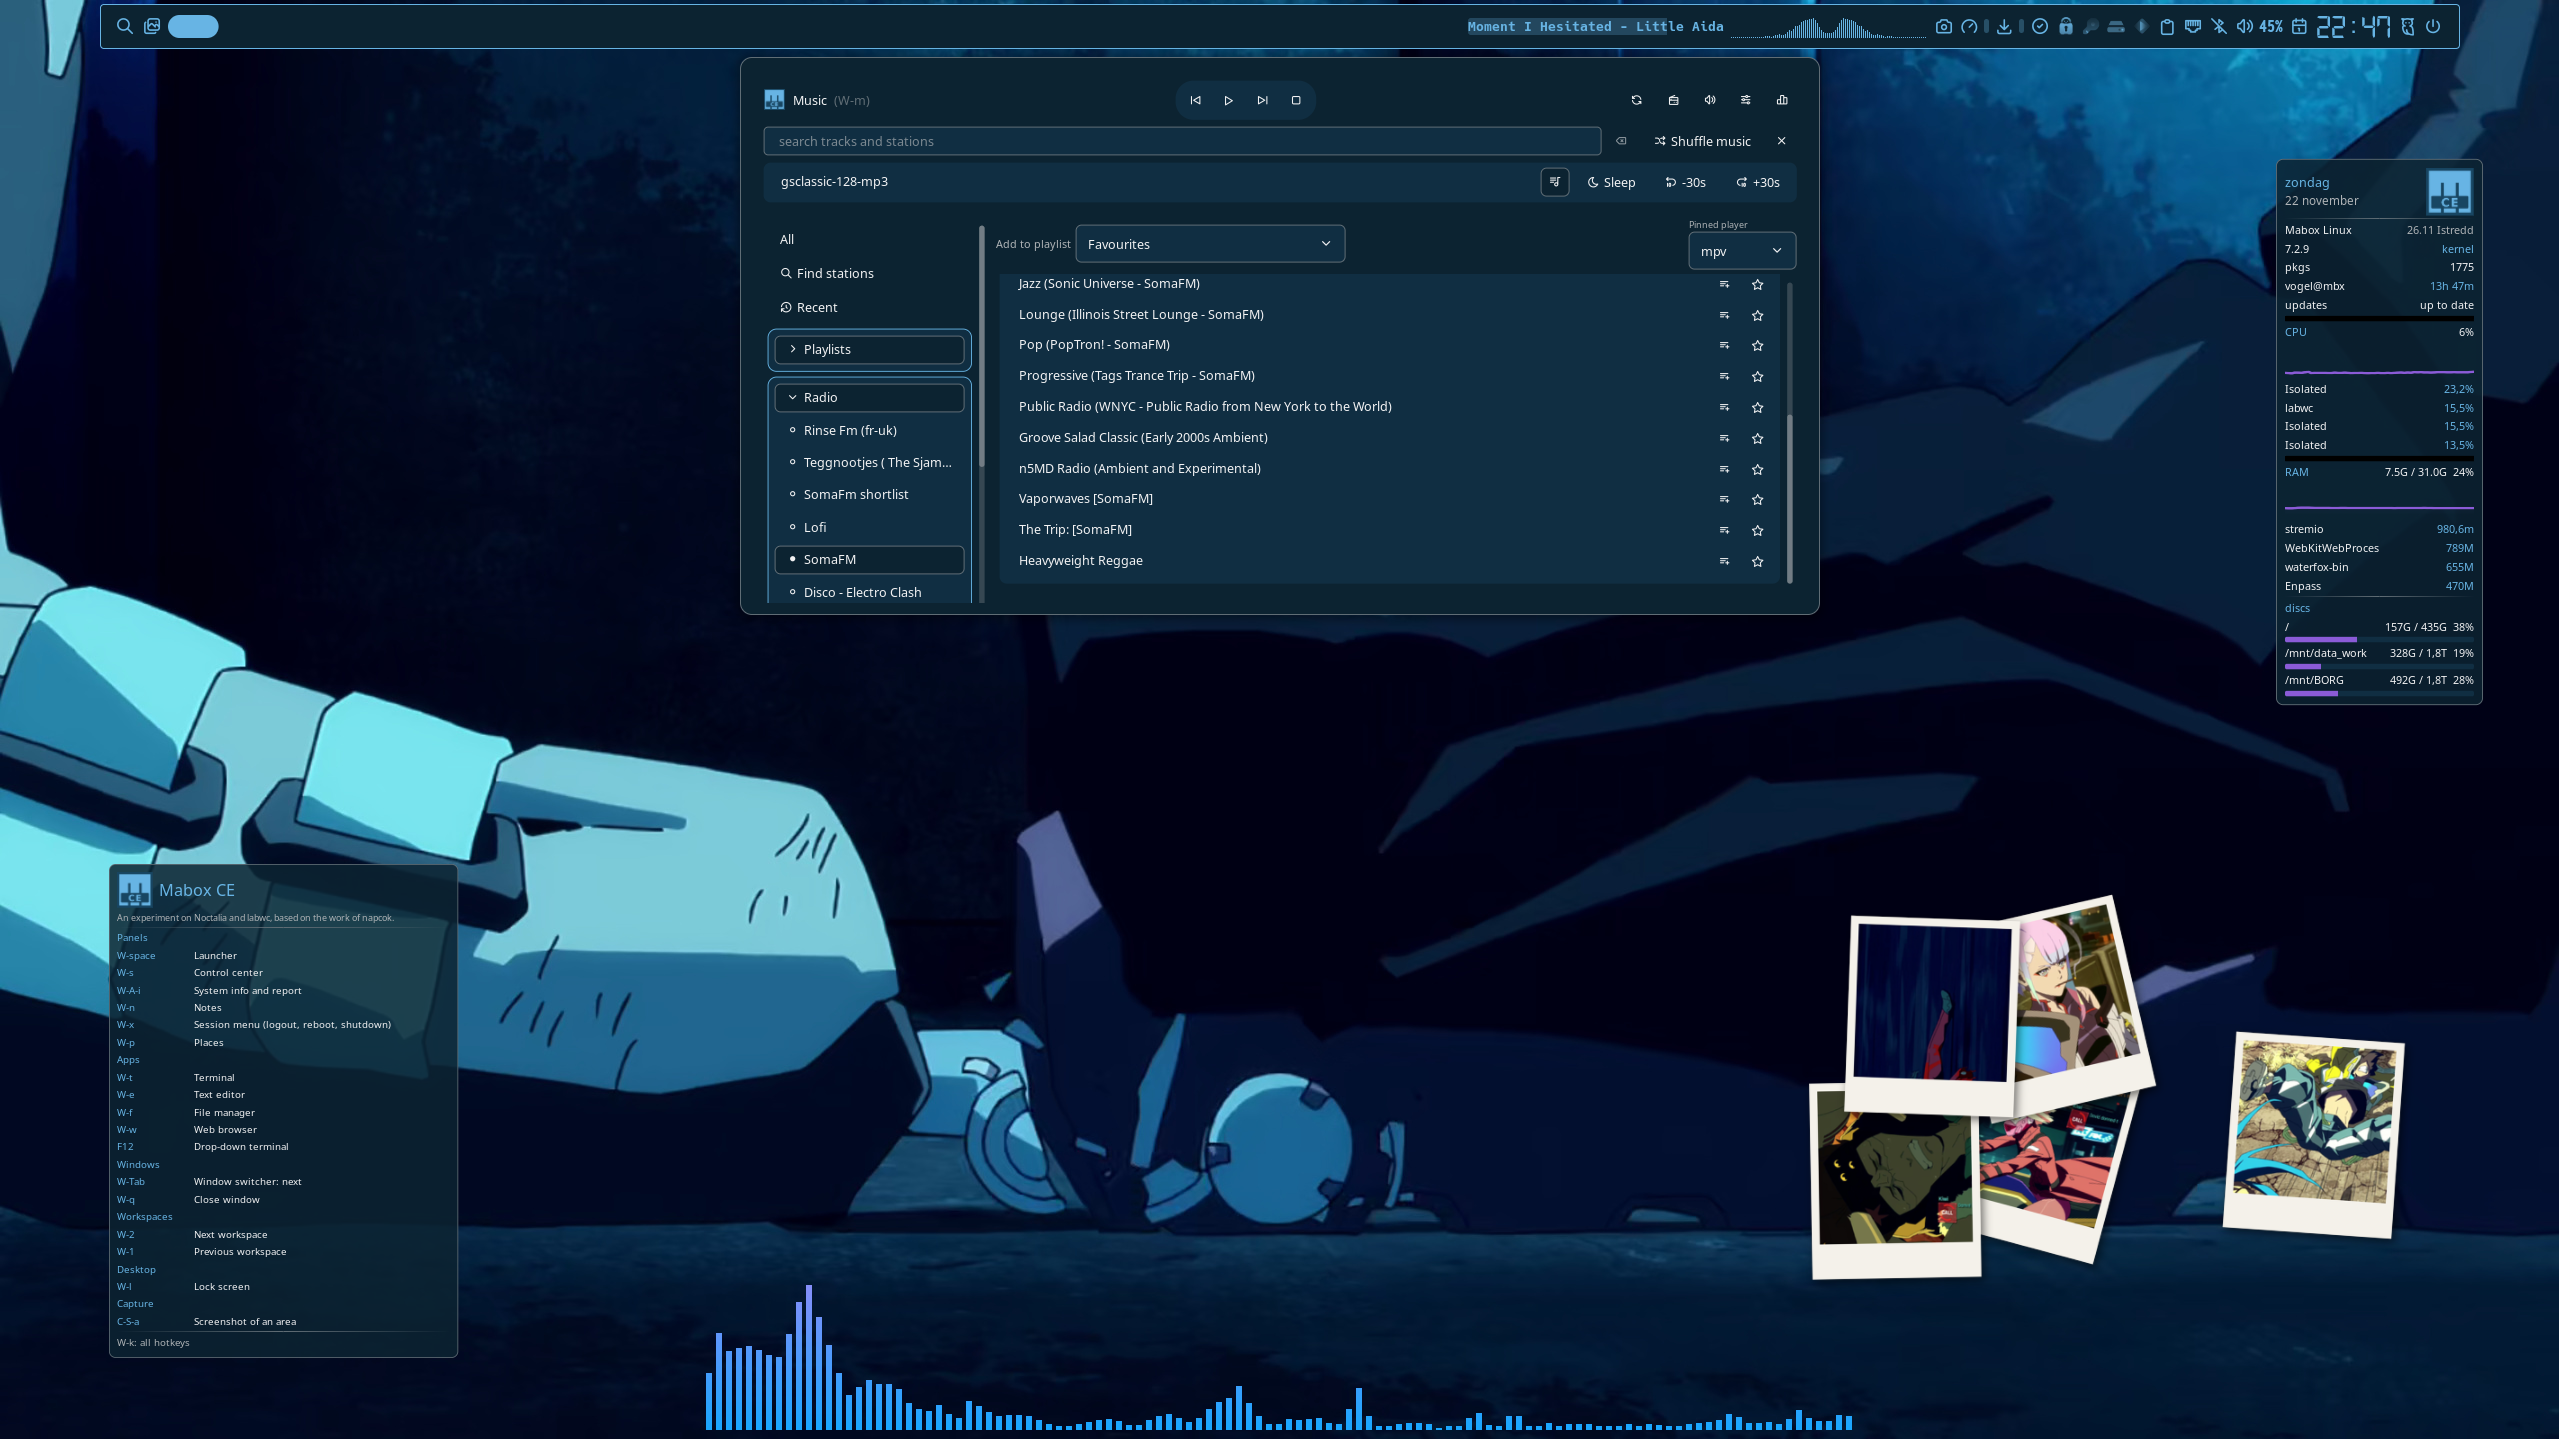 Moment I Hesitated - Little Aida
45%
22:47
CE
Music (W-m)
search tracks and stations
Shuffle music
gsclassic-128-mp3
Sleep
-30s
+30s
All
Find stations
Recent
Playlists
Radio
Rinse Fm (fr-uk)
Teggnootjes ( The Sjam...
SomaFm shortlist
Lofi
SomaFM
Disco - Electro Clash
Add to playlist
Favourites
Pinned player
mpv
Jazz (Sonic Universe - SomaFM)
Lounge (Illinois Street Lounge - SomaFM)
Pop (PopTron! - SomaFM)
Progressive (Tags Trance Trip - SomaFM)
Public Radio (WNYC - Public Radio from New York to the World)
Groove Salad Classic (Early 2000s Ambient)
n5MD Radio (Ambient and Experimental)
Vaporwaves [SomaFM]
The Trip: [SomaFM]
Heavyweight Reggae
zondag
22 november
CE
Mabox Linux 26.11 Istredd
7.2.9 kernel
pkgs 1775
vogel@mbx 13h 47m
updates up to date
CPU 6%
Isolated 23,2%
labwc 15,5%
Isolated 15,5%
Isolated 13,5%
RAM 7.5G / 31.0G 24%
stremio 980,6m
WebKitWebProces 789M
waterfox-bin 655M
Enpass 470M
discs
/ 157G / 435G 38%
/mnt/data_work 328G / 1,8T 19%
/mnt/BORG 492G / 1,8T 28%
CE
Mabox CE
An experiment on Noctalia and labwc, based on the work of napcok.
Panels
W-space Launcher
W-s Control center
W-A-i System info and report
W-n Notes
W-x Session menu (logout, reboot, shutdown)
W-p Places
Apps
W-t Terminal
W-e Text editor
W-f File manager
W-w Web browser
F12 Drop-down terminal
Windows
W-Tab Window switcher: next
W-q Close window
Workspaces
W-2 Next workspace
W-1 Previous workspace
Desktop
W-l Lock screen
Capture
C-S-a Screenshot of an area
W-k: all hotkeys
CALL
CALL